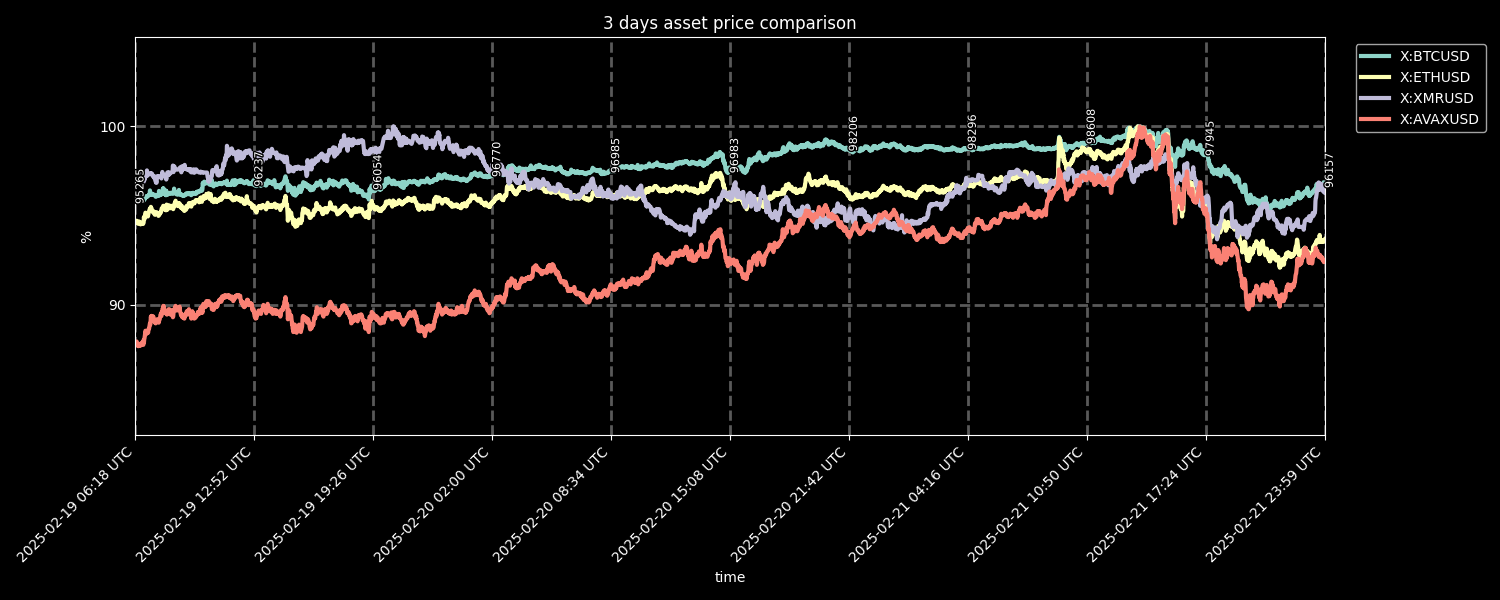 3 days asset price comparison
X:BTCUSD
X:ETHUSD
X:XMRUSD
X:AVAXUSD
100
90
%
95265
96237
96054
96770
96985
96983
98206
98296
98608
97945
96157
2025-02-19 06:18 UTC
2025-02-19 12:52 UTC
2025-02-19 19:26 UTC
2025-02-20 02:00 UTC
2025-02-20 08:34 UTC
2025-02-20 15:08 UTC
2025-02-20 21:42 UTC
2025-02-21 04:16 UTC
2025-02-21 10:50 UTC
2025-02-21 17:24 UTC
2025-02-21 23:59 UTC
time